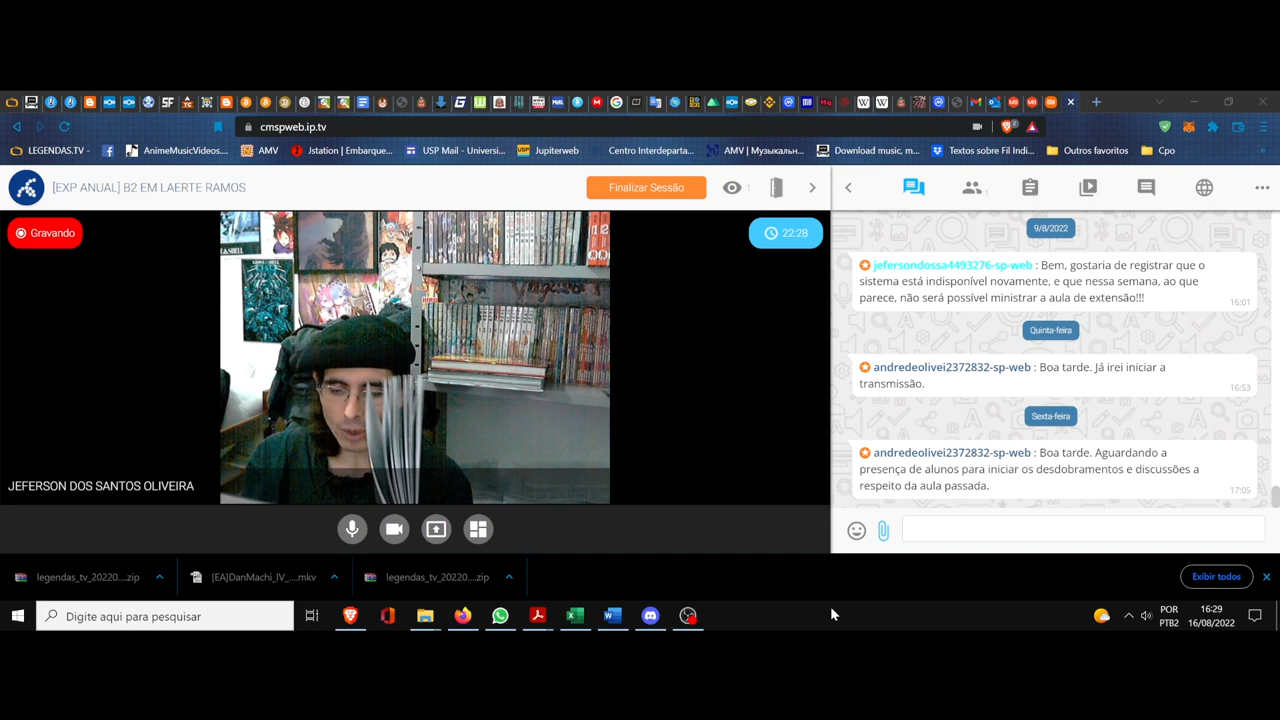 cmspweb.ip.tv
2
LEGENDAS.TV -
AnimeMusicVideos...
AMV
Jstation | Embarque...
USP Mail - Universi...
Jupiterweb
Centro Interdeparta...
AMV | Музыкальн...
Download music, m...
Textos sobre Fil Indi...
Outros favoritos
Cpo
[EXP ANUAL] B2 EM LAERTE RAMOS
Finalizar Sessão
1
1
Gravando
22:28
JEFERSON DOS SANTOS OLIVEIRA
9/8/2022
jefersondossa4493276-sp-web : Bem, gostaria de registrar que o
sistema está indisponível novamente, e que nessa semana, ao que
parece, não será possível ministrar a aula de extensão!!!
16:01
Quinta-feira
andredeolivei2372832-sp-web : Boa tarde. Já irei iniciar a
transmissão.
16:53
Sexta-feira
andredeolivei2372832-sp-web : Boa tarde. Aguardando a
presença de alunos para iniciar os desdobramentos e discussões a
respeito da aula passada.
17:05
legendas_tv_20220....zip
[EA]DanMachi_IV_....mkv
legendas_tv_20220....zip
Exibir todos
Digite aqui para pesquisar
POR
PTB2
16:29
16/08/2022